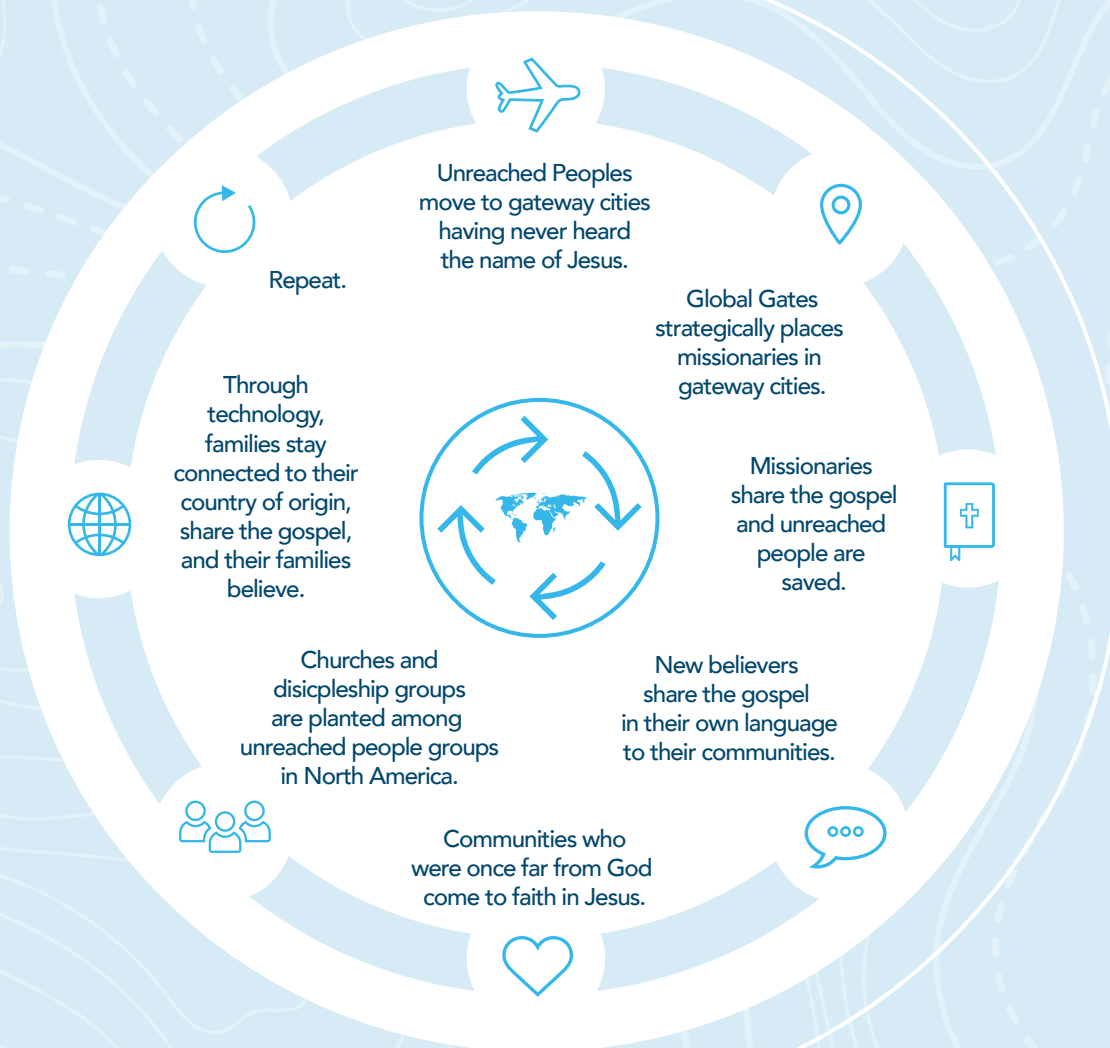 Unreached Peoples
move to gateway cities
having never heard
the name of Jesus.
Global Gates
strategically places
missionaries in
gateway cities.
Missionaries
share the gospel
and unreached
people are
saved.
New believers
share the gospel
in their own language
to their communities.
Communities who
were once far from God
come to faith in Jesus.
Churches and
disicpleship groups
are planted among
unreached people groups
in North America.
Through
technology,
families stay
connected to their
country of origin,
share the gospel,
and their families
believe.
Repeat.